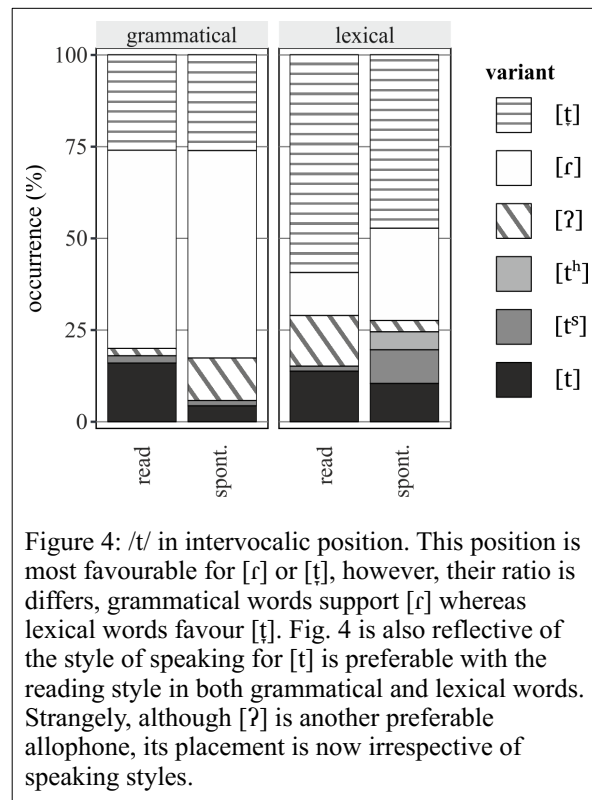 grammatical lexical
100
75
50
25
0
occurrence (%)
read spont. read spont.
variant
[t̬]
[ɾ]
[ʔ]
[tʰ]
[tˢ]
[t]
Figure 4: /t/ in intervocalic position. This position is
most favourable for [ɾ] or [t̬], however, their ratio is
differs, grammatical words support [ɾ] whereas
lexical words favour [t̬]. Fig. 4 is also reflective of
the style of speaking for [t] is preferable with the
reading style in both grammatical and lexical words.
Strangely, although [ʔ] is another preferable
allophone, its placement is now irrespective of
speaking styles.